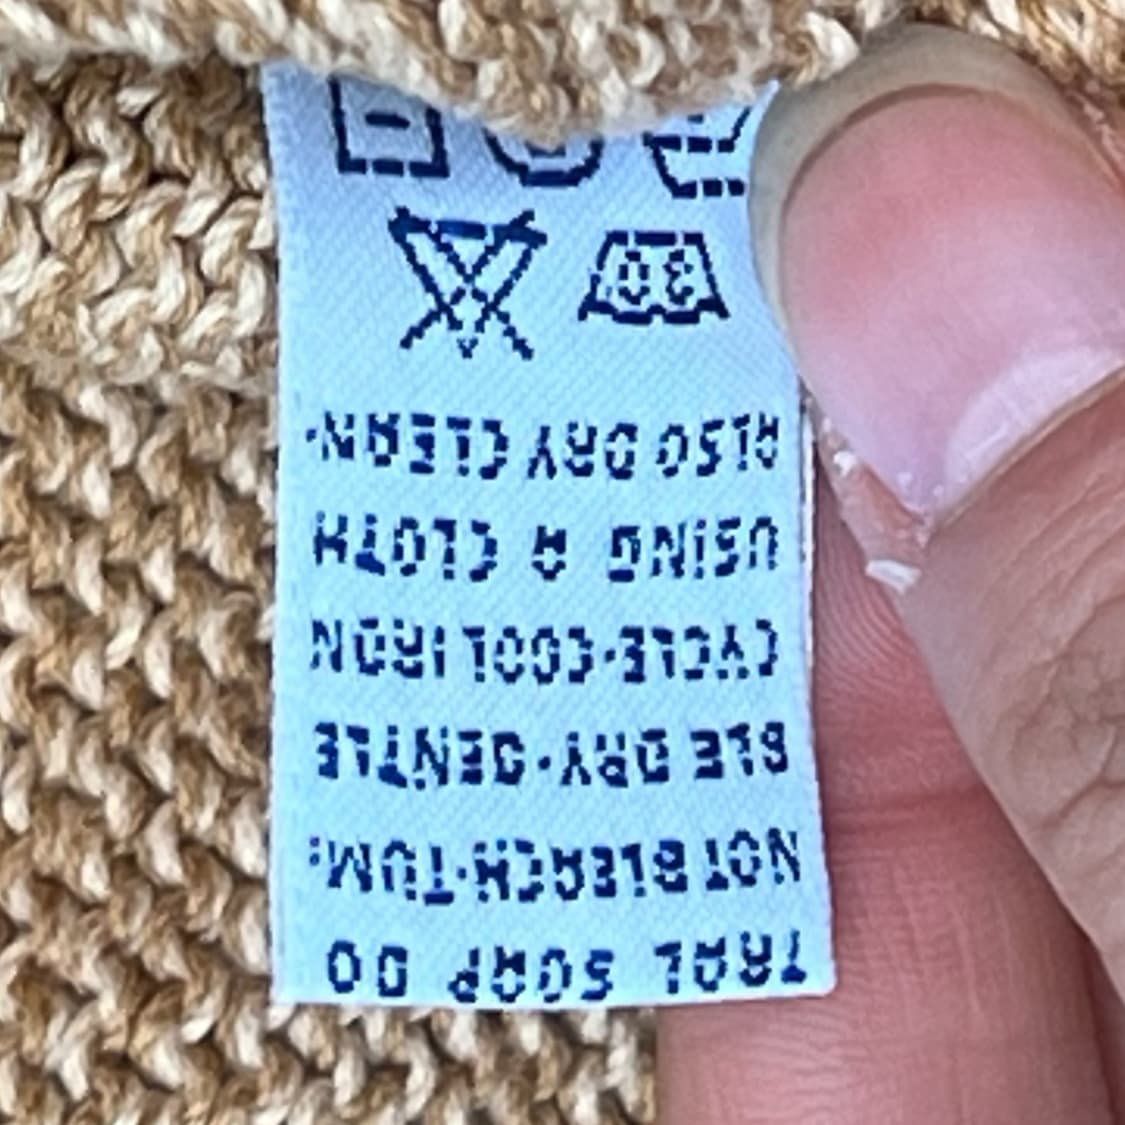 TRAL SOAP DO
NOT BLEACH·TUM:
BLE DRY·GENTLE
CYCLE·COOL IRON
USING A CLOTH
ALSO DRY CLEAN·
30